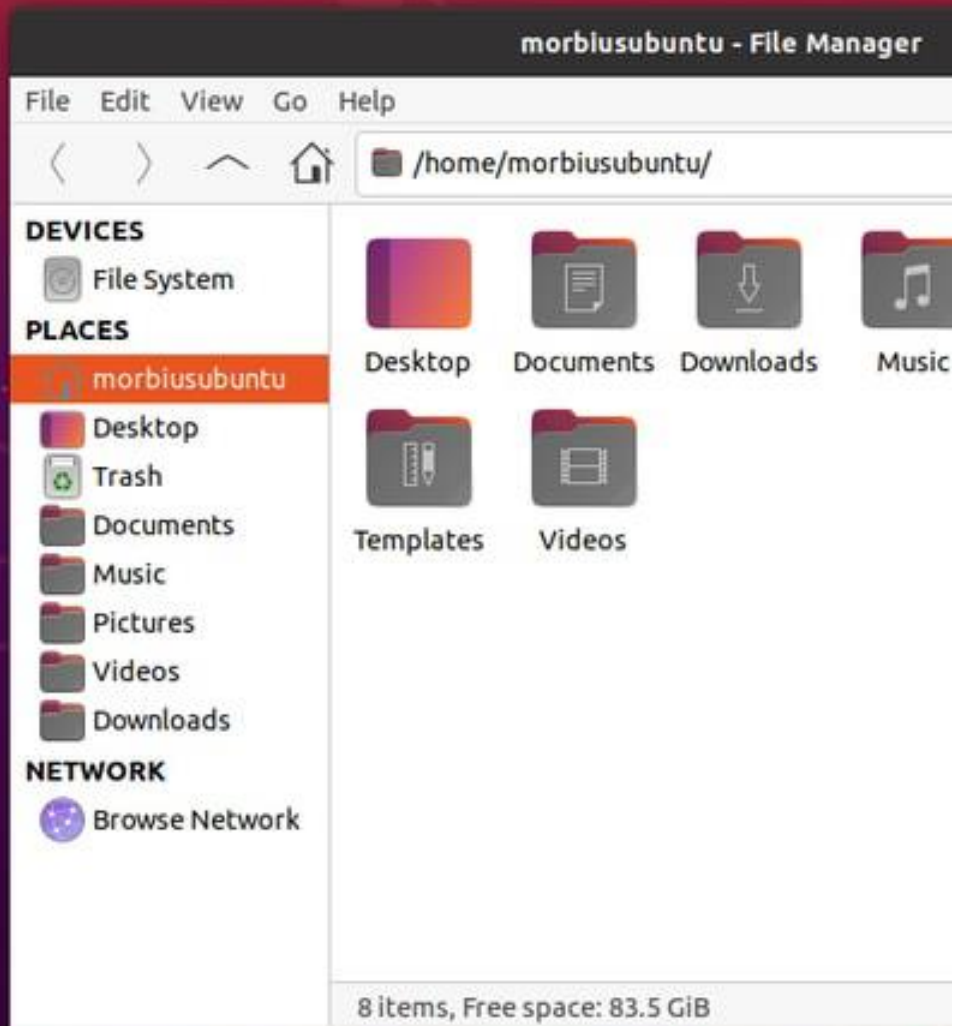 morbiusubuntu - File Manager
File Edit View Go Help
/home/morbiusubuntu/
DEVICES
File System
PLACES
morbiusubuntu
Desktop
Trash
Documents
Music
Pictures
Videos
Downloads
NETWORK
Browse Network
Desktop Documents Downloads Music
Templates Videos
8 items, Free space: 83.5 GiB